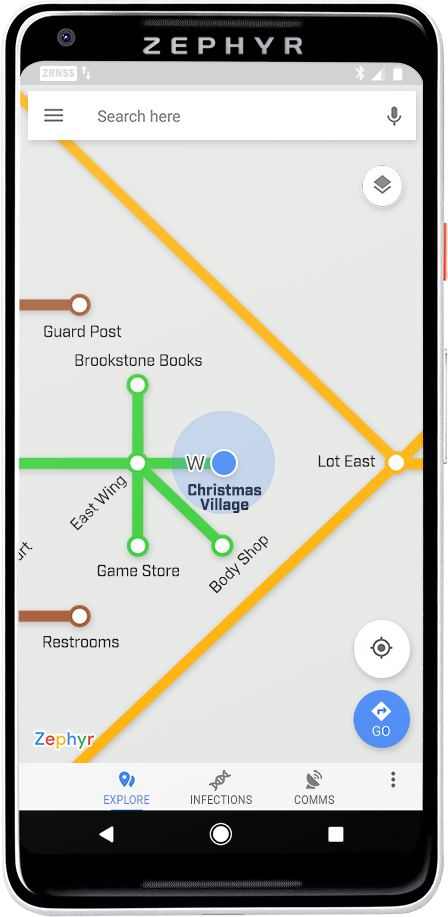 ZEPHYR
ZRNSS
Search here
Guard Post
Brookstone Books
W
Christmas
Village
Lot East
East Wing
Game Store
Body Shop
Restrooms
Zephyr
GO
EXPLORE
INFECTIONS
COMMS